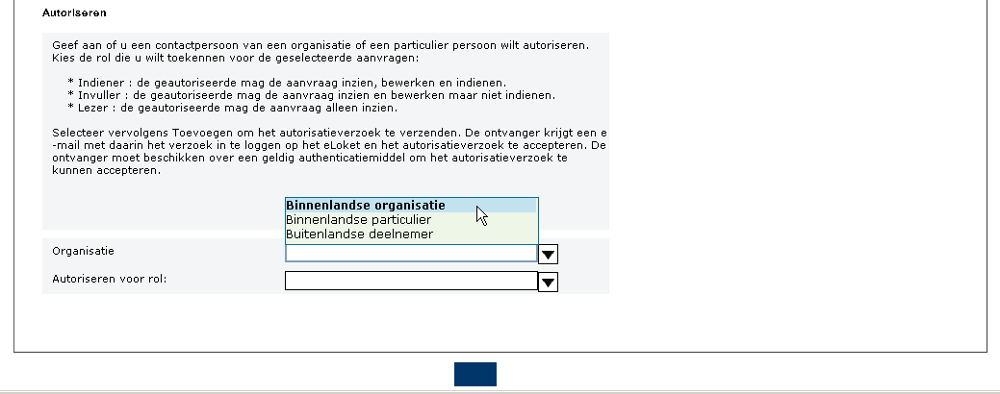 Autoriseren
Geef aan of u een contactpersoon van een organisatie of een particulier persoon wilt autoriseren.
Kies de rol die u wilt toekennen voor de geselecteerde aanvragen:
* Indiener : de geautoriseerde mag de aanvraag inzien, bewerken en indienen.
* Invuller : de geautoriseerde mag de aanvraag inzien en bewerken maar niet indienen.
* Lezer : de geautoriseerde mag de aanvraag alleen inzien.
Selecteer vervolgens Toevoegen om het autorisatieverzoek te verzenden. De ontvanger krijgt een e
-mail met daarin het verzoek in te loggen op het eLoket en het autorisatieverzoek te accepteren. De
ontvanger moet beschikken over een geldig authenticatiemiddel om het autorisatieverzoek te
kunnen accepteren.
Binnenlandse organisatie
Binnenlandse particulier
Buitenlandse deelnemer
Organisatie
Autoriseren voor rol: